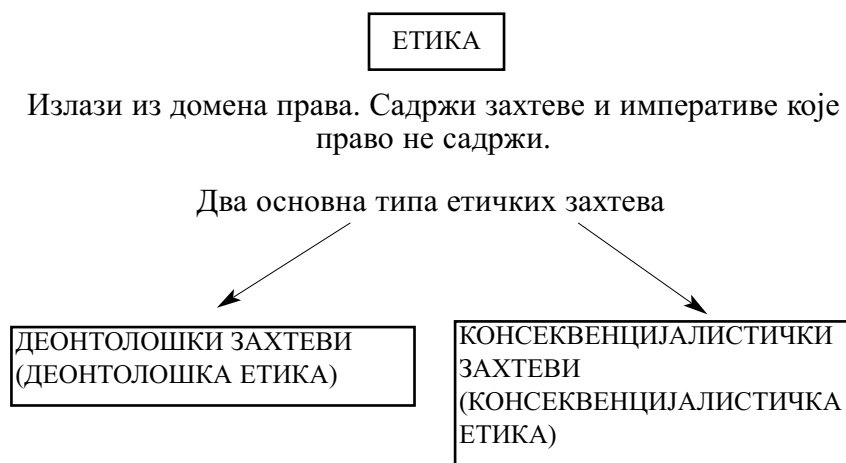 ЕТИКА
Излази из домена права. Садржи захтеве и императиве које
право не садржи.
Два основна типа етичких захтева
ДЕОНТОЛОШКИ ЗАХТЕВИ
(ДЕОНТОЛОШКА ЕТИКА)
КОНСЕКВЕНЦИЈАЛИСТИЧКИ
ЗАХТЕВИ
(КОНСЕКВЕНЦИЈАЛИСТИЧКА
ЕТИКА)